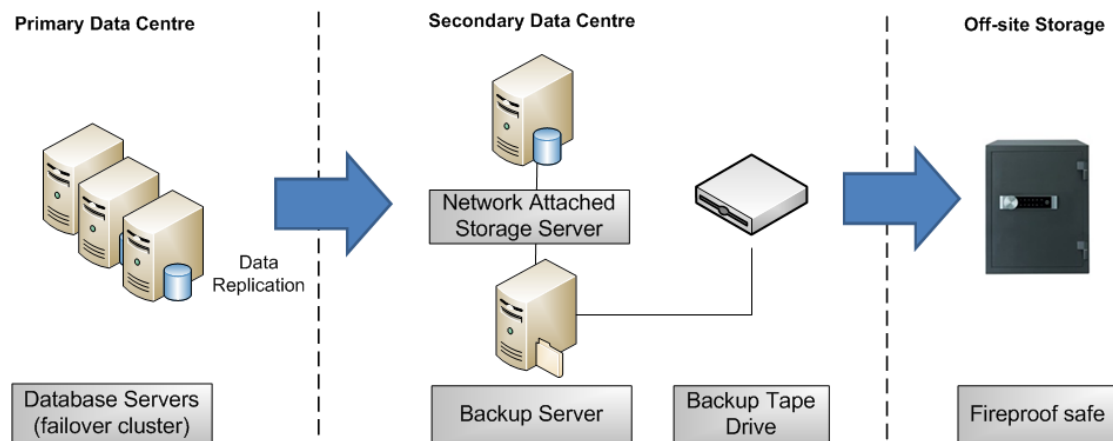 Primary Data Centre
Secondary Data Centre
Off-site Storage
Data
Replication
Network Attached
Storage Server
Database Servers
(failover cluster)
Backup Server
Backup Tape
Drive
Fireproof safe